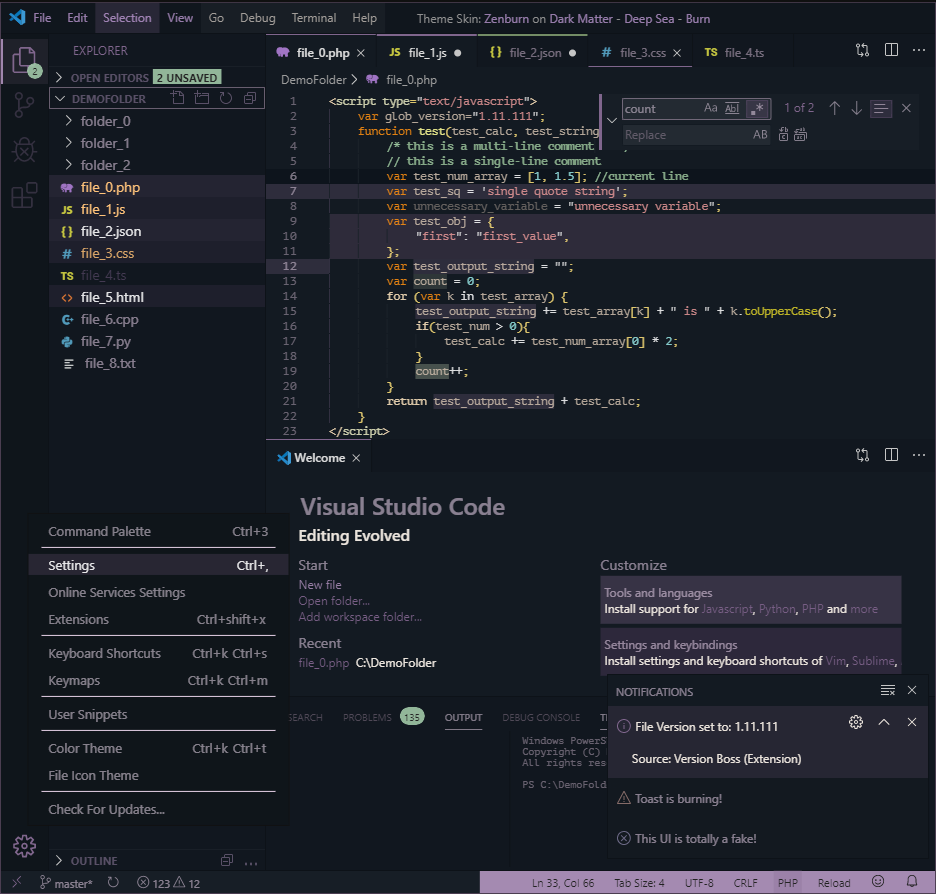 File Edit Selection View Go Debug Terminal Help Theme Skin: Zenburn on Dark Matter - Deep Sea - Burn
2
EXPLORER
OPEN EDITORS 2 UNSAVED
DEMOFOLDER
folder_0
folder_1
folder_2
file_0.php
JS file_1.js
{} file_2.json
# file_3.css
TS file_4.ts
<> file_5.html
file_6.cpp
file_7.py
file_8.txt
file_0.php JS file_1.js {} file_2.json # file_3.css TS file_4.ts
DemoFolder > file_0.php
count Aa Abl .* 1 of 2
Replace AB
1 <script type="text/javascript">
2 var glob_version="1.11.111";
3 function test(test_calc, test_string
4 /* this is a multi-line comment
5 // this is a single-line comment
6 var test_num_array = [1, 1.5]; //current line
7 var test_sq = 'single quote string';
8 var unnecessary_variable = "unnecessary variable";
9 var test_obj = {
10 "first": "first_value",
11 };
12 var test_output_string = "";
13 var count = 0;
14 for (var k in test_array) {
15 test_output_string += test_array[k] + " is " + k.toUpperCase();
16 if(test_num > 0){
17 test_calc += test_num_array[0] * 2;
18 }
19 count++;
20 }
21 return test_output_string + test_calc;
22 }
23 </script>
Welcome
Visual Studio Code
Editing Evolved
Start
New file
Open folder...
Add workspace folder...
Recent
file_0.php C:\DemoFolder
Customize
Tools and languages
Install support for Javascript, Python, PHP and more
Settings and keybindings
Install settings and keyboard shortcuts of Vim, Sublime,
Command Palette Ctrl+3
Settings Ctrl+,
Online Services Settings
Extensions Ctrl+shift+x
Keyboard Shortcuts Ctrl+k Ctrl+s
Keymaps Ctrl+k Ctrl+m
User Snippets
Color Theme Ctrl+k Ctrl+t
File Icon Theme
Check For Updates...
SEARCH PROBLEMS 135 OUTPUT DEBUG CONSOLE T
Windows PowerS
Copyright (C)
All rights res
PS C:\DemoFold
NOTIFICATIONS
File Version set to: 1.11.111
Source: Version Boss (Extension)
Toast is burning!
This UI is totally a fake!
OUTLINE
master* 123 12 Ln 33, Col 66 Tab Size: 4 UTF-8 CRLF PHP Reload